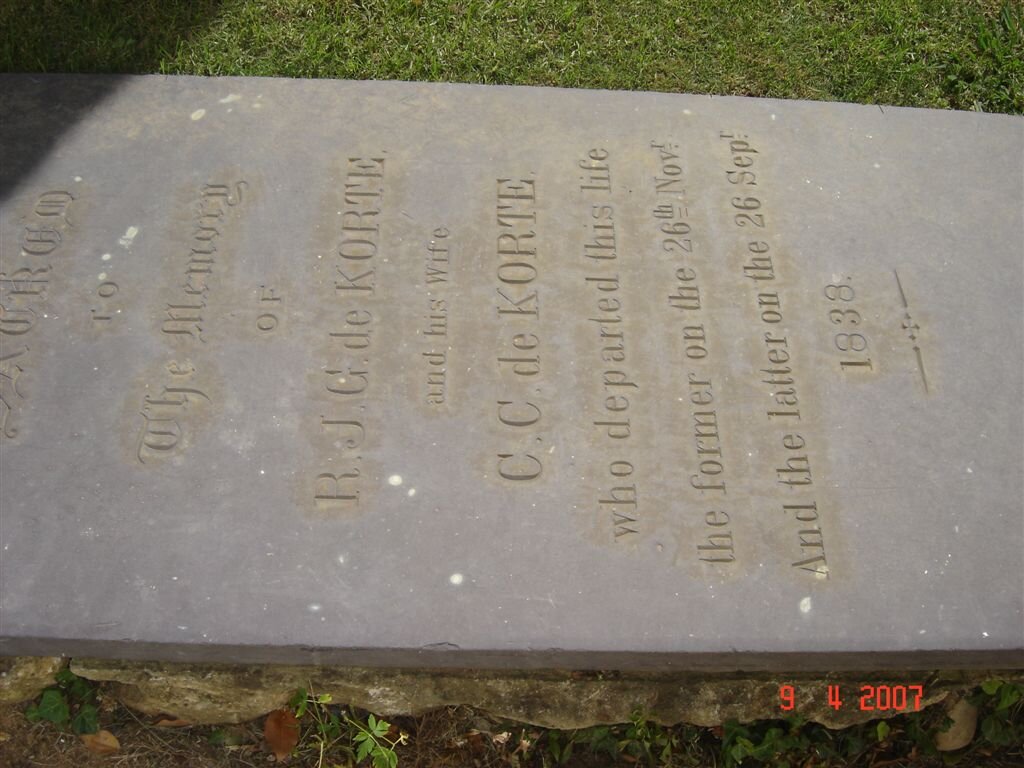 SACRED
TO
The Memory
OF
R.J.G. de KORTE,
and his Wife
C.C. de KORTE,
who departed this life
the former on the 26th Novr:
And the latter on the 26 Sepr:
1838.
9 4 2007